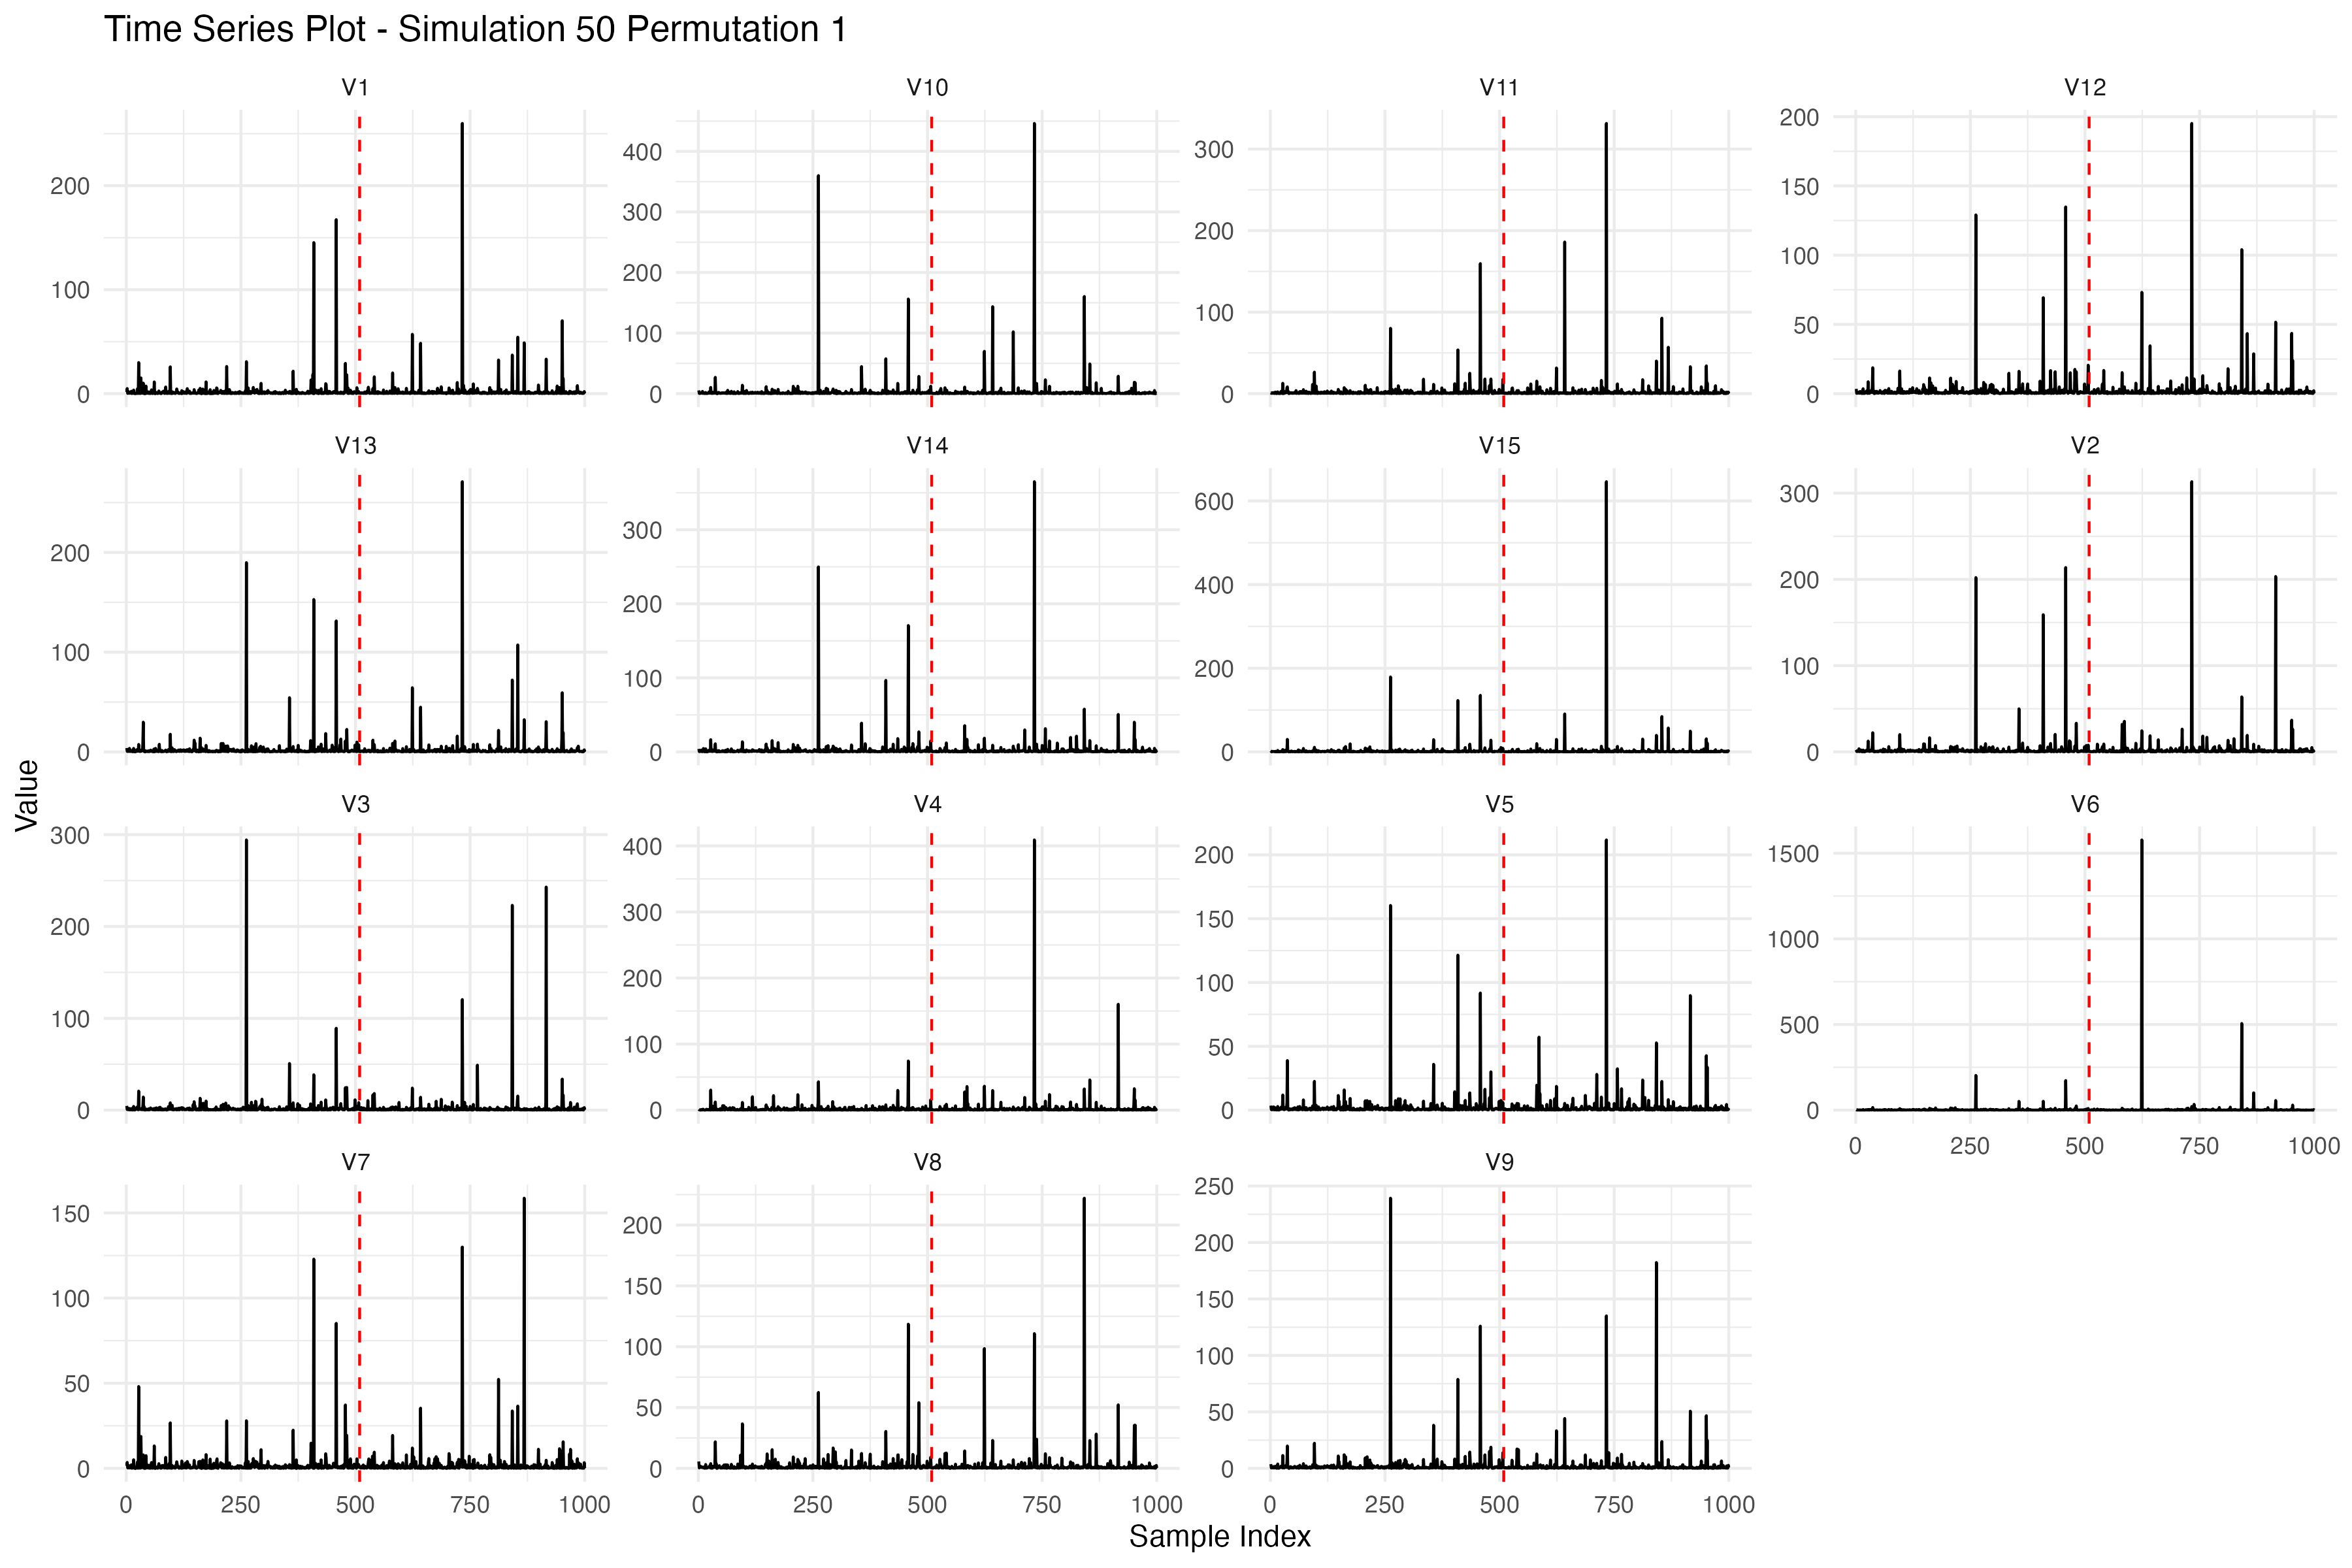 Time Series Plot - Simulation 50 Permutation 1
V1
V10
V11
V12
200
100
0
400
300
200
100
0
300
200
100
0
200
150
100
50
0
V13
V14
V15
V2
200
100
0
300
200
100
0
600
400
200
0
300
200
100
0
Value
V3
V4
V5
V6
300
200
100
0
400
300
200
100
0
200
150
100
50
0
1500
1000
500
0
0 250 500 750 1000
V7
V8
V9
150
100
50
0
200
150
100
50
0
250
200
150
100
50
0
0 250 500 750 1000
0 250 500 750 1000
0 250 500 750 1000
Sample Index